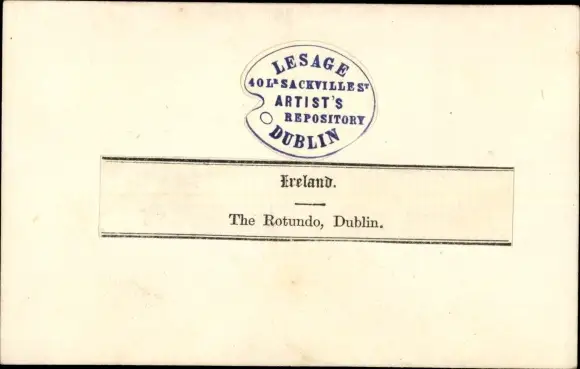 LESAGE
40 LR SACKVILLE ST
ARTIST'S
REPOSITORY
DUBLIN
Ireland.
The Rotundo, Dublin.